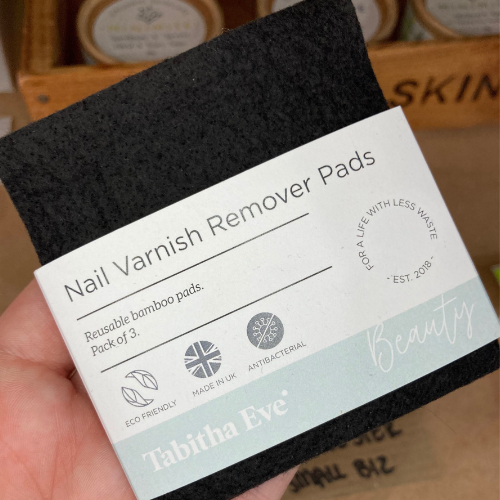 SKIN
Nail Varnish Remover Pads
Reusable bamboo pads.
Pack of 3.
FOR A LIFE WITH LESS WASTE
- EST. 2018 -
ECO FRIENDLY
MADE IN UK
ANTIBACTERIAL
Beauty
Tabitha Eve